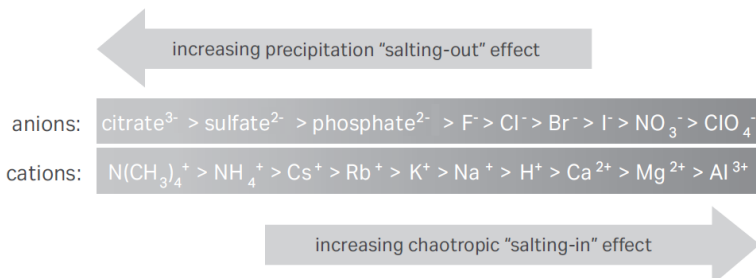 increasing precipitation “salting-out” effect
anions: citrate³⁻ > sulfate²⁻ > phosphate²⁻ > F⁻ > Cl⁻ > Br⁻ > I⁻ > NO₃⁻ > ClO₄⁻
cations: N(CH₃)₄⁺ > NH₄⁺ > Cs⁺ > Rb⁺ > K⁺ > Na⁺ > H⁺ > Ca²⁺ > Mg²⁺ > Al³⁺
increasing chaotropic “salting-in” effect